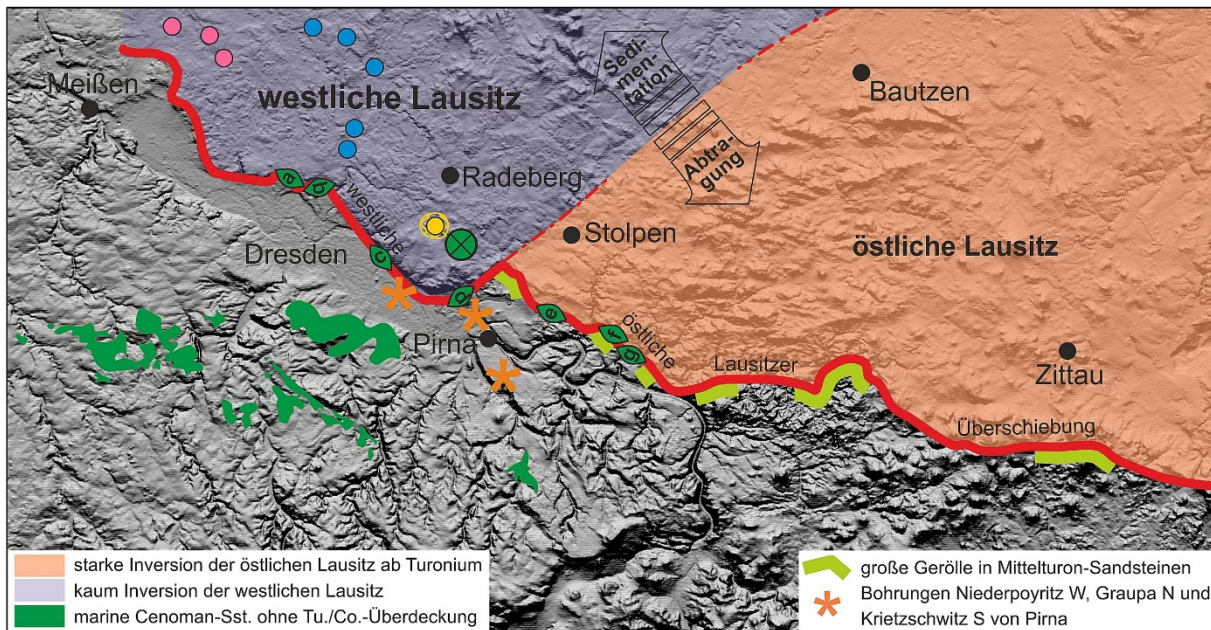 Meißen
westliche Lausitz
Sedi-
men-
tation
Abtra-
gung
Bautzen
Radeberg
a
b
westliche
Stolpen
östliche Lausitz
Dresden
c
d
e
f
g
östliche
Pirna
Lausitzer
Zittau
Überschiebung
starke Inversion der östlichen Lausitz ab Turonium
kaum Inversion der westlichen Lausitz
marine Cenoman-Sst. ohne Tu./Co.-Überdeckung
große Gerölle in Mittelturon-Sandsteinen
Bohrungen Niederpoyritz W, Graupa N und
Krietzschwitz S von Pirna